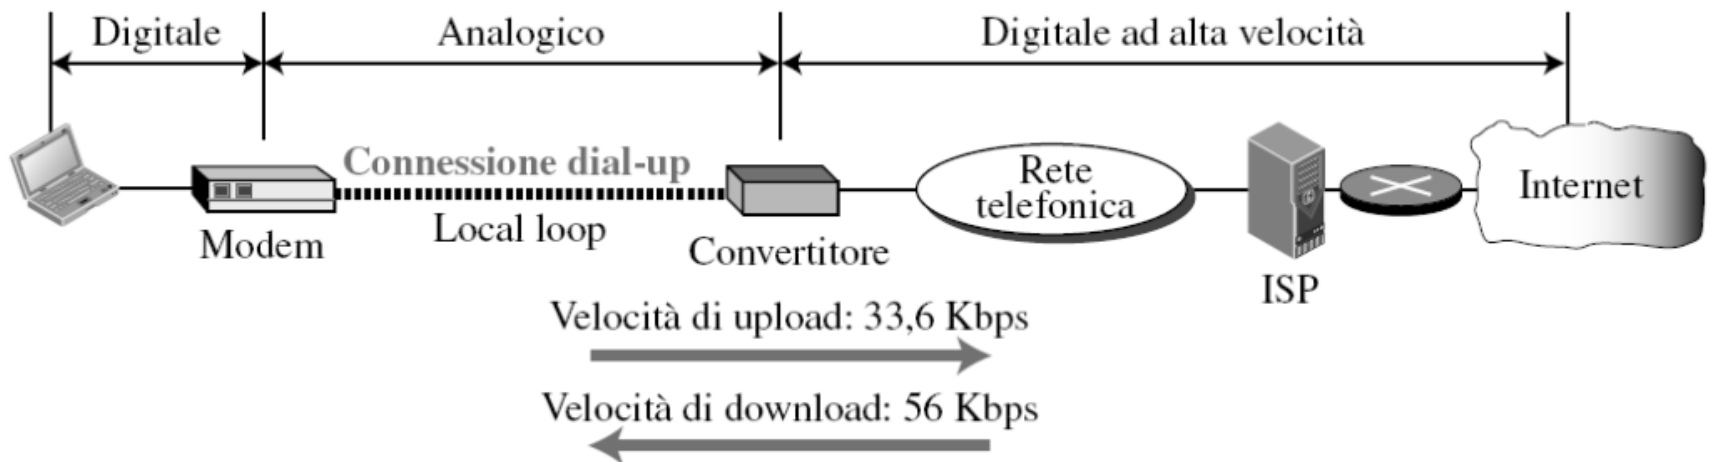 Digitale
Analogico
Digitale ad alta velocità
Connessione dial-up
Local loop
Modem
Convertitore
Rete
telefonica
ISP
Internet
Velocità di upload: 33,6 Kbps
Velocità di download: 56 Kbps